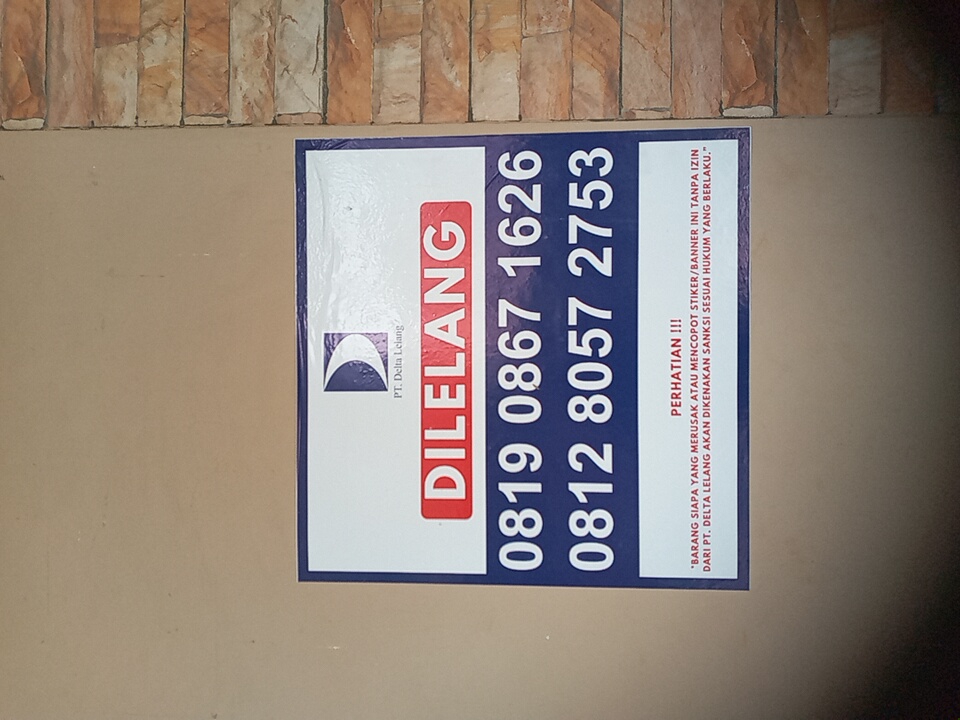 PT. Delta Lelang
DILELANG
0819 0867 1626
0812 8057 2753
PERHATIAN !!!
"BARANG SIAPA YANG MERUSAK ATAU MENCOPOT STIKER/BANNER INI TANPA IZIN
DARI PT. DELTA LELANG AKAN DIKENAKAN SANKSI SESUAI HUKUM YANG BERLAKU."